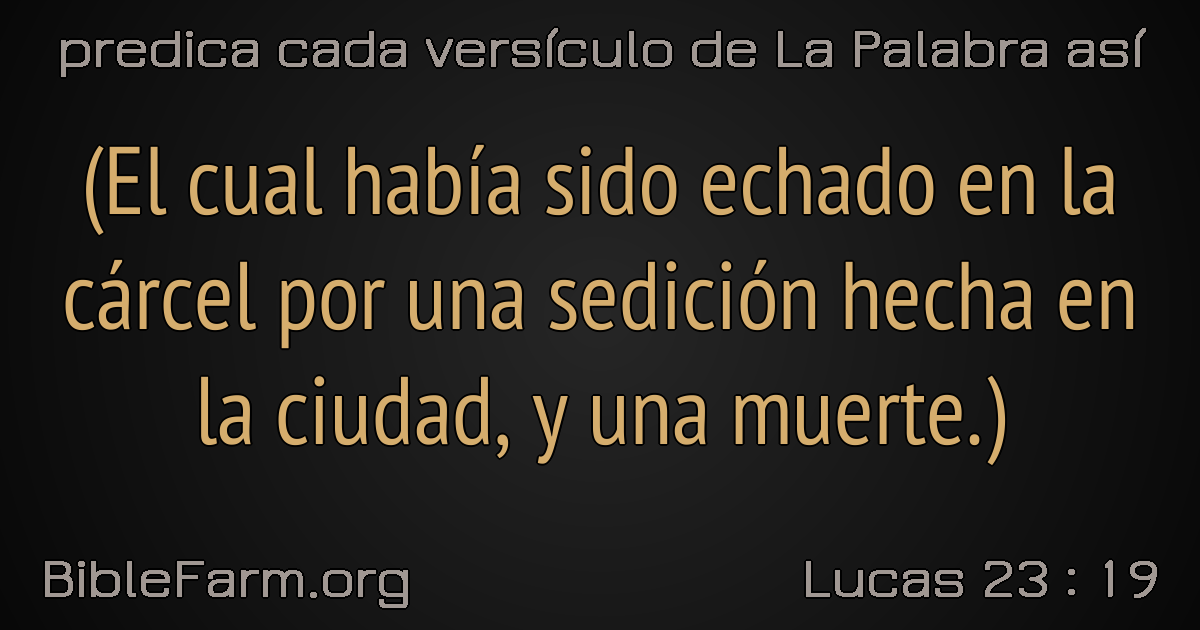 predica cada versículo de La Palabra así
(El cual había sido echado en la
cárcel por una sedición hecha en
la ciudad, y una muerte.)
BibleFarm.org
Lucas 23 : 19